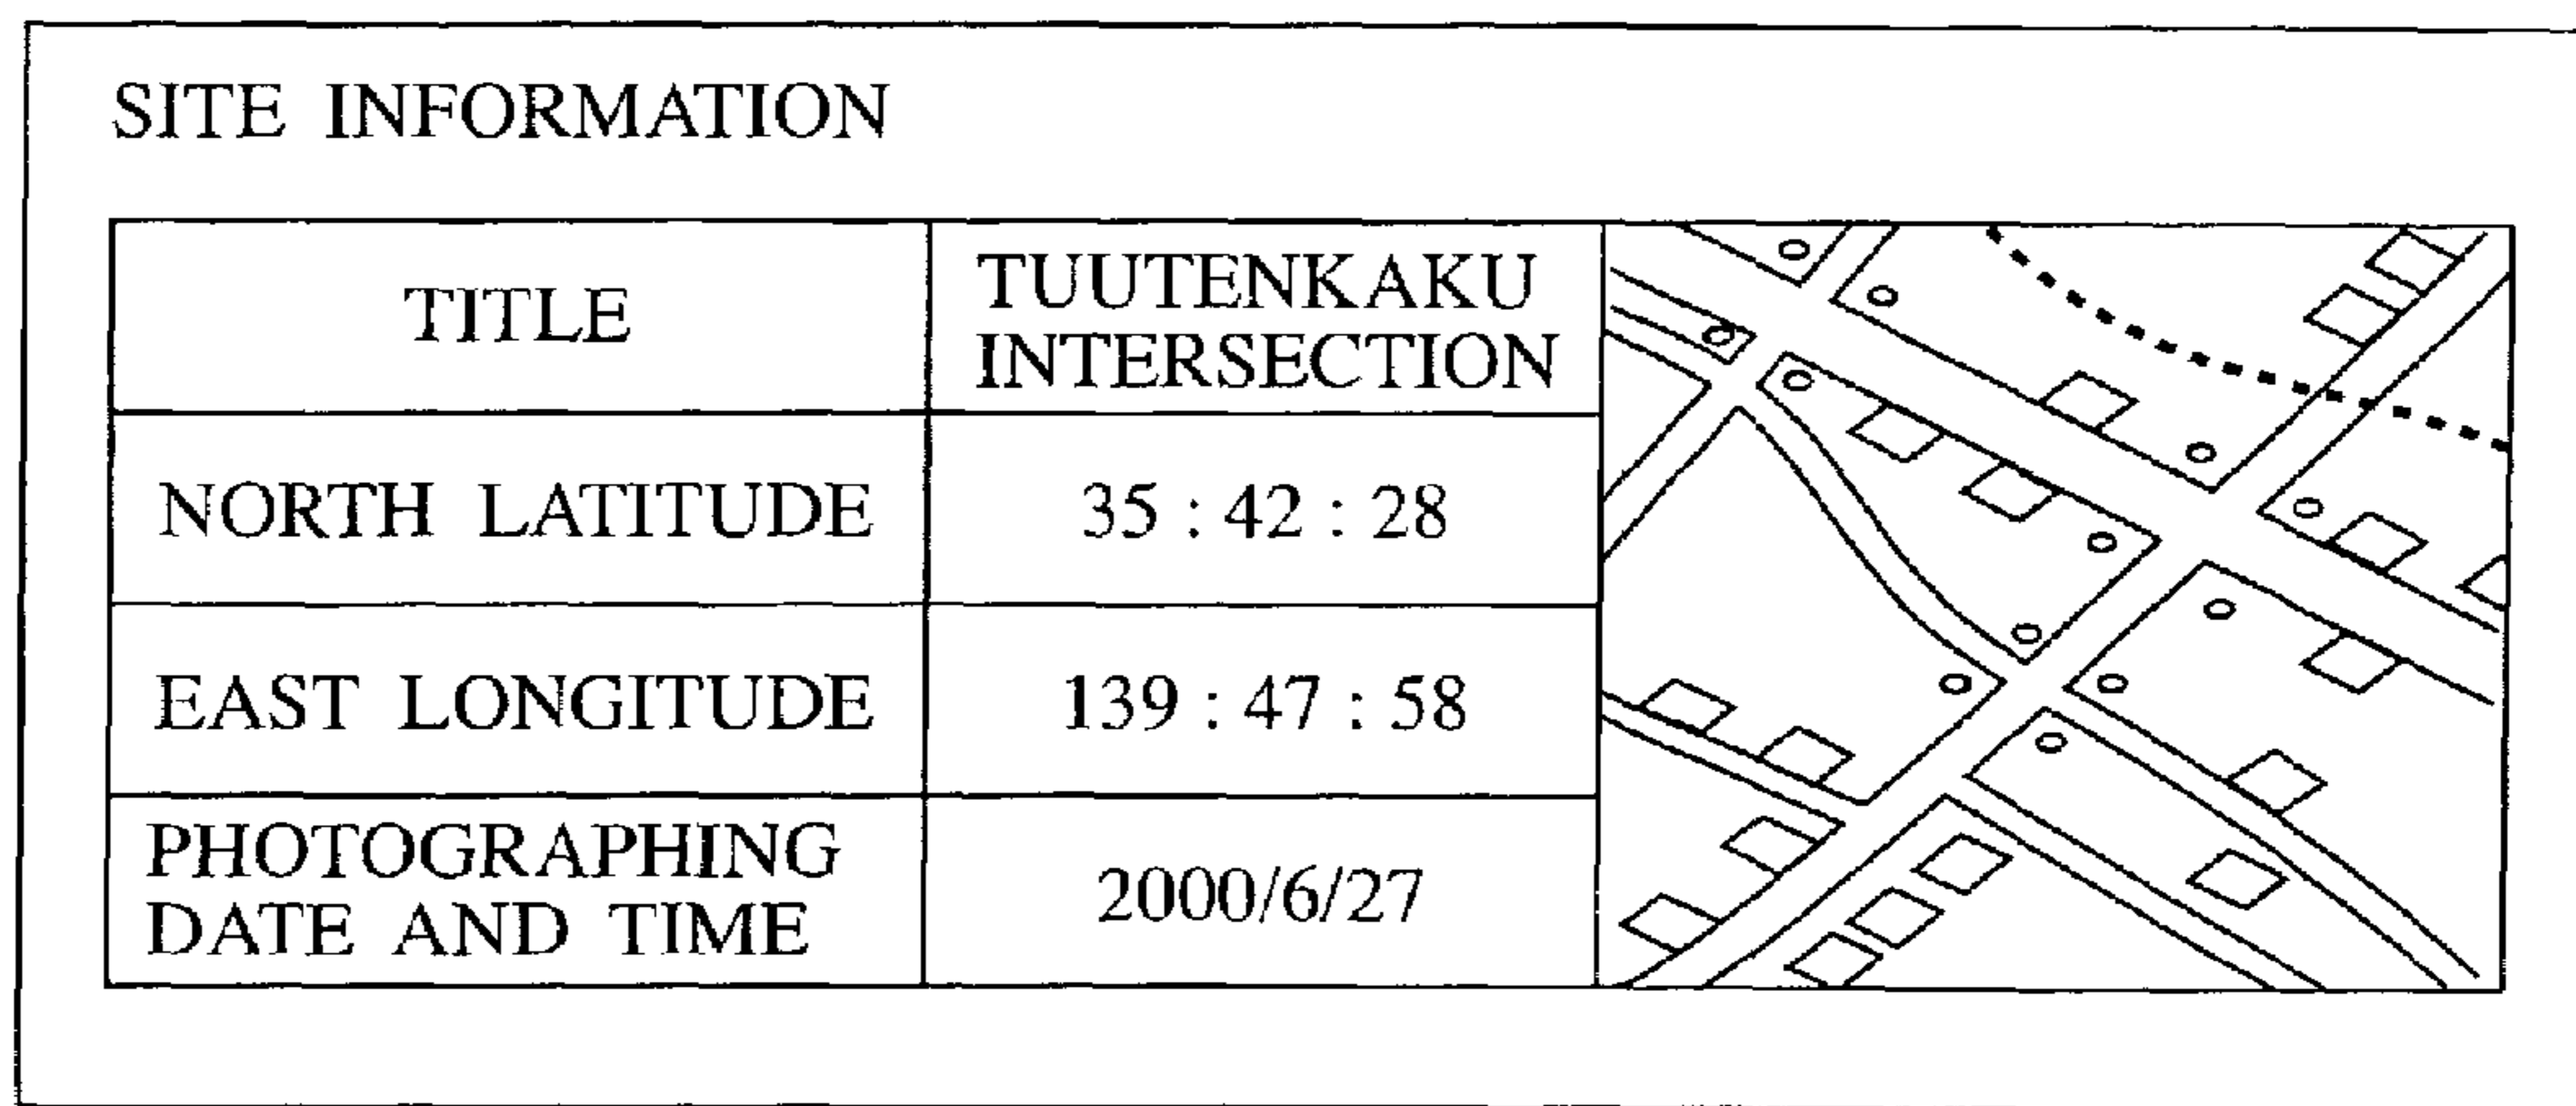 SITE INFORMATION
TITLE
TUUTENKAKU
INTERSECTION
NORTH LATITUDE
35 : 42 : 28
EAST LONGITUDE
139 : 47 : 58
PHOTOGRAPHING
DATE AND TIME
2000/6/27